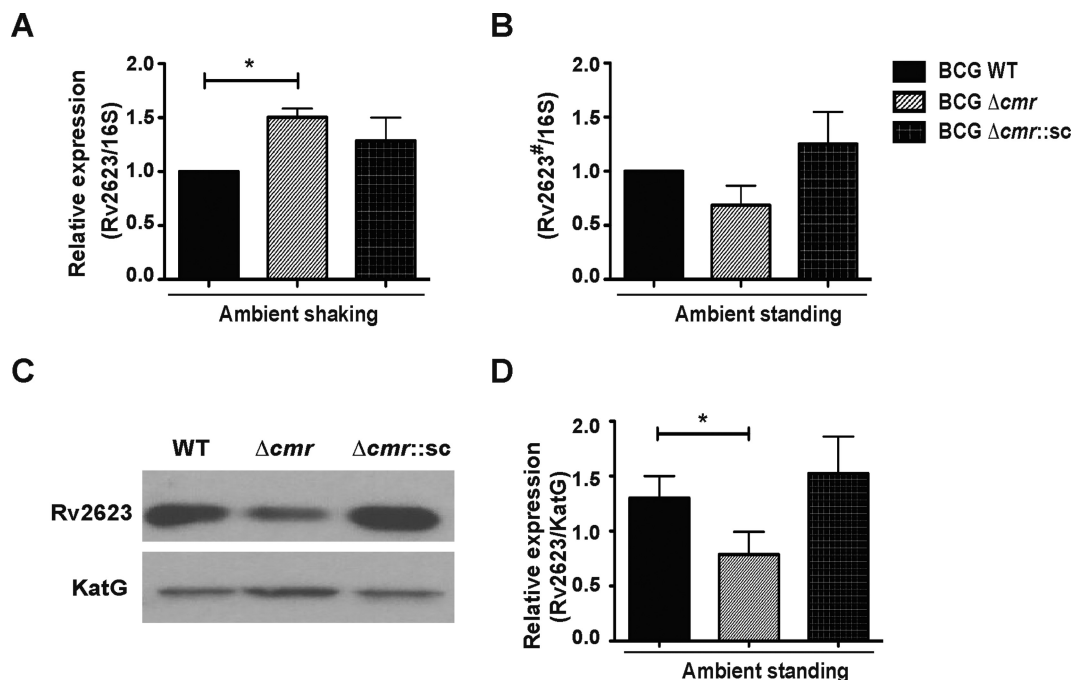 A
Relative expression
(Rv2623/16S)
2.0
1.5
1.0
0.5
0.0
*
Ambient shaking
B
(Rv2623#/16S)
2.0
1.5
1.0
0.5
0.0
Ambient standing
BCG WT
BCG Δcmr
BCG Δcmr::sc
C
WT Δcmr Δcmr::sc
Rv2623
KatG
D
Relative expression
(Rv2623/KatG)
2.0
1.5
1.0
0.5
0.0
*
Ambient standing